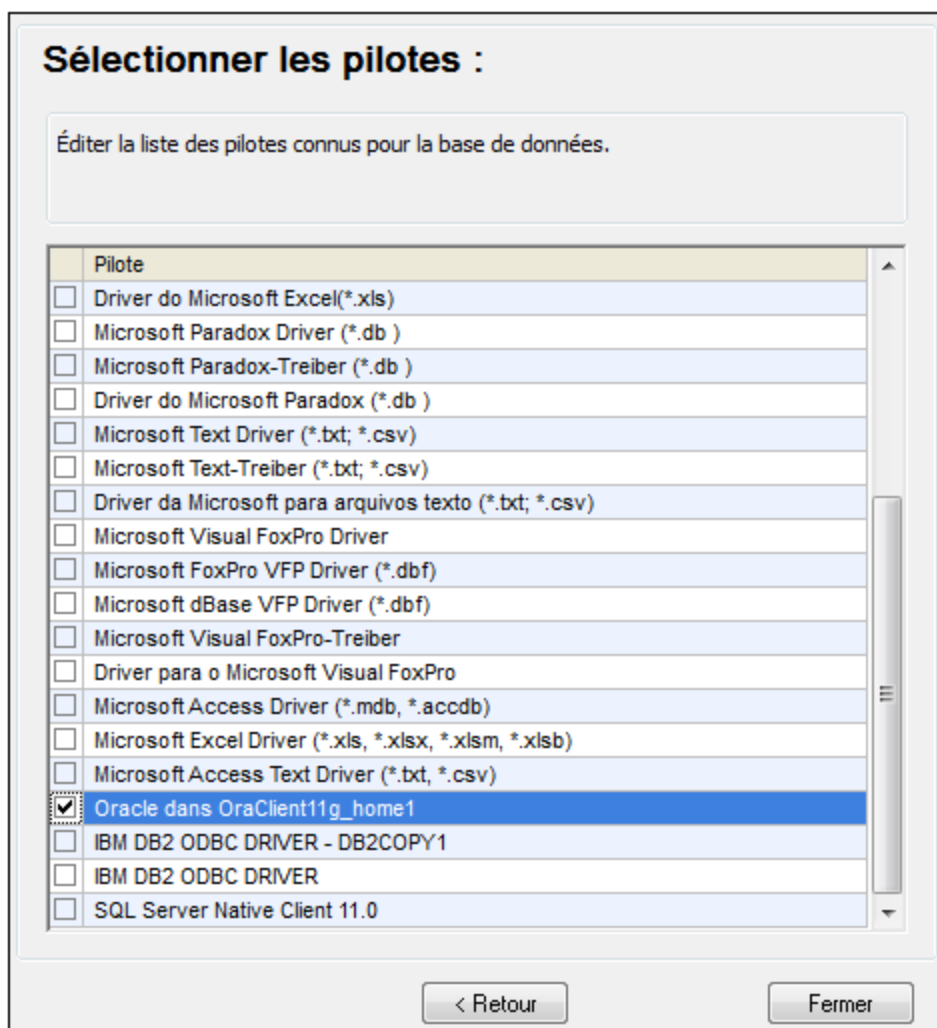 Sélectionner les pilotes :
Éditer la liste des pilotes connus pour la base de données.
Pilote
Driver do Microsoft Excel(*.xls)
Microsoft Paradox Driver (*.db )
Microsoft Paradox-Treiber (*.db )
Driver do Microsoft Paradox (*.db )
Microsoft Text Driver (*.txt; *.csv)
Microsoft Text-Treiber (*.txt; *.csv)
Driver da Microsoft para arquivos texto (*.txt; *.csv)
Microsoft Visual FoxPro Driver
Microsoft FoxPro VFP Driver (*.dbf)
Microsoft dBase VFP Driver (*.dbf)
Microsoft Visual FoxPro-Treiber
Driver para o Microsoft Visual FoxPro
Microsoft Access Driver (*.mdb, *.accdb)
Microsoft Excel Driver (*.xls, *.xlsx, *.xlsm, *.xlsb)
Microsoft Access Text Driver (*.txt, *.csv)
Oracle dans OraClient11g_home1
IBM DB2 ODBC DRIVER - DB2COPY1
IBM DB2 ODBC DRIVER
SQL Server Native Client 11.0
< Retour
Fermer